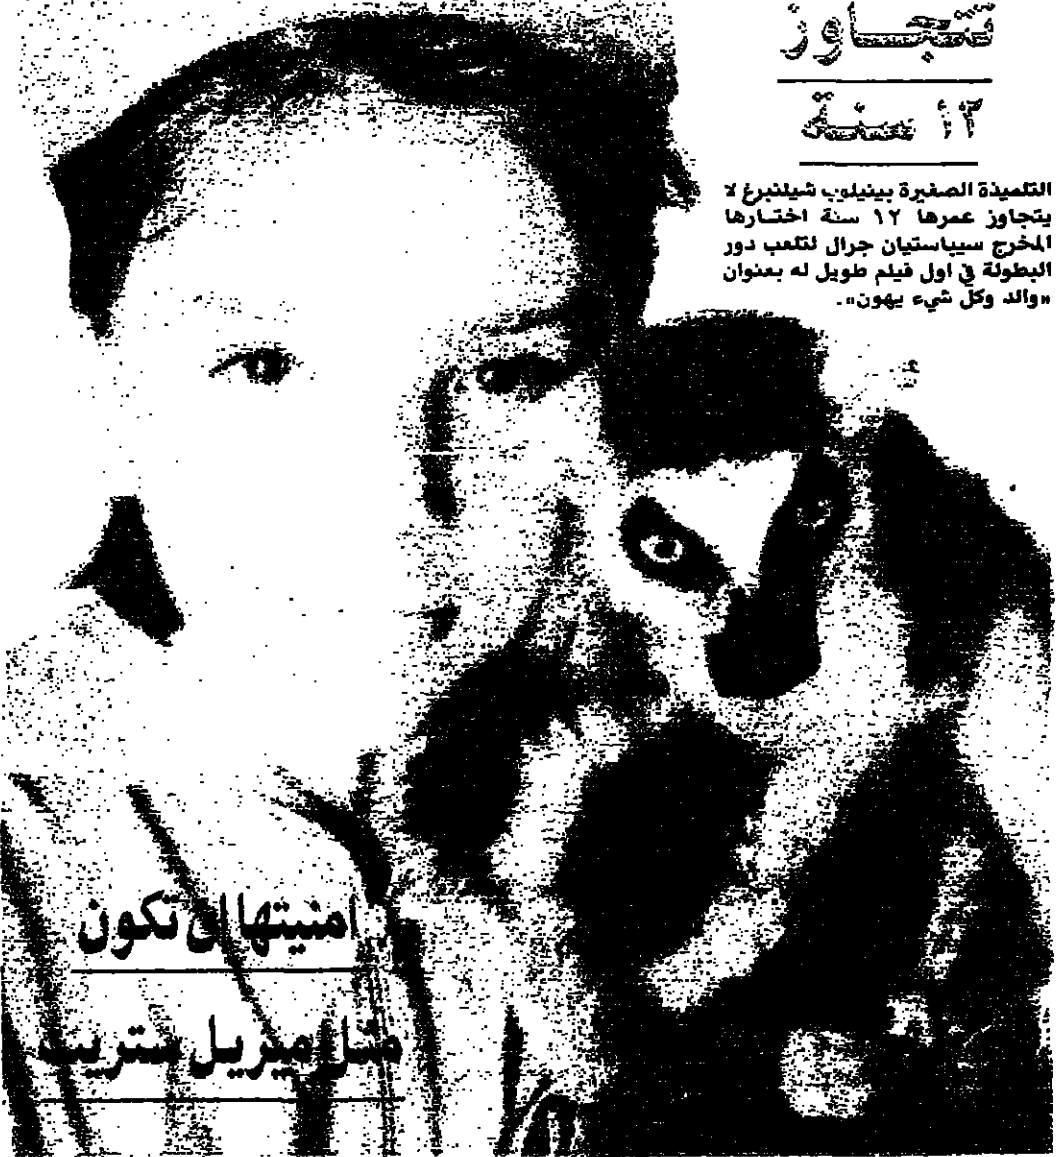 تتجاوز
١٢ سنة
التلميذة الصغيرة بينيلوب شيلنبرغ لا
يتجاوز عمرها ١٢ سنة اختارها
المخرج سيباستيان جرال لتلعب دور
البطولة في اول فيلم طويل له بعنوان
«والد وكل شيء يهون».
امنيتها ان تكون
مثل ميريل ستريب